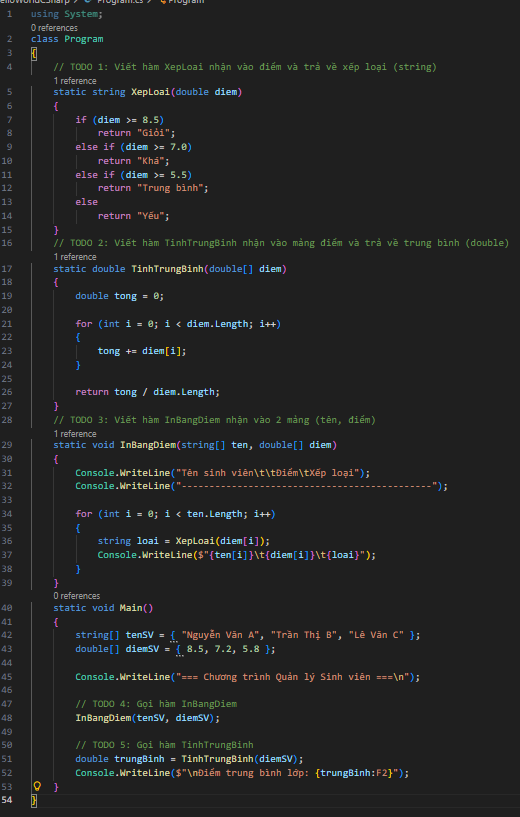 Program.cs > Program
1 using System;
0 references
2 class Program
3 {
4 // TODO 1: Viết hàm XepLoai nhận vào điểm và trả về xếp loại (string)
1 reference
5 static string XepLoai(double diem)
6 {
7 if (diem >= 8.5)
8 return "Giỏi";
9 else if (diem >= 7.0)
10 return "Khá";
11 else if (diem >= 5.5)
12 return "Trung bình";
13 else
14 return "Yếu";
15 }
16 // TODO 2: Viết hàm TinhTrungBinh nhận vào mảng điểm và trả về trung bình (double)
1 reference
17 static double TinhTrungBinh(double[] diem)
18 {
19 double tong = 0;
20
21 for (int i = 0; i < diem.Length; i++)
22 {
23 tong += diem[i];
24 }
25
26 return tong / diem.Length;
27 }
28 // TODO 3: Viết hàm InBangDiem nhận vào 2 mảng (tên, điểm)
1 reference
29 static void InBangDiem(string[] ten, double[] diem)
30 {
31 Console.WriteLine("Tên sinh viên\t\tĐiểm\tXếp loại");
32 Console.WriteLine("---------------------------------------------");
33
34 for (int i = 0; i < ten.Length; i++)
35 {
36 string loai = XepLoai(diem[i]);
37 Console.WriteLine($"{ten[i]}\t{diem[i]}\t{loai}");
38 }
39 }
0 references
40 static void Main()
41 {
42 string[] tenSV = { "Nguyễn Văn A", "Trần Thị B", "Lê Văn C" };
43 double[] diemSV = { 8.5, 7.2, 5.8 };
44
45 Console.WriteLine("=== Chương trình Quản lý Sinh viên ===\n");
46
47 // TODO 4: Gọi hàm InBangDiem
48 InBangDiem(tenSV, diemSV);
49
50 // TODO 5: Gọi hàm TinhTrungBinh
51 double trungBinh = TinhTrungBinh(diemSV);
52 Console.WriteLine($"\nĐiểm trung bình lớp: {trungBinh:F2}");
53 }
54 }